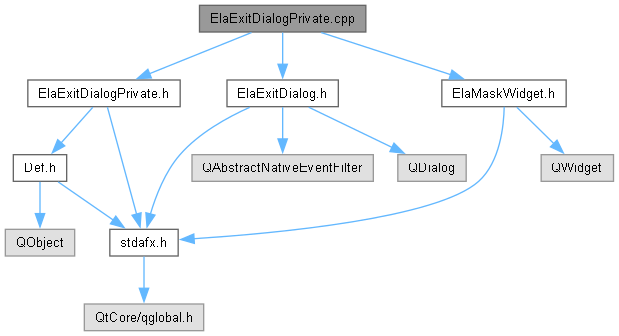 ElaExitDialogPrivate.cpp
ElaExitDialogPrivate.h
ElaExitDialog.h
ElaMaskWidget.h
Def.h
QAbstractNativeEventFilter
QDialog
QWidget
QObject
stdafx.h
QtCore/qglobal.h